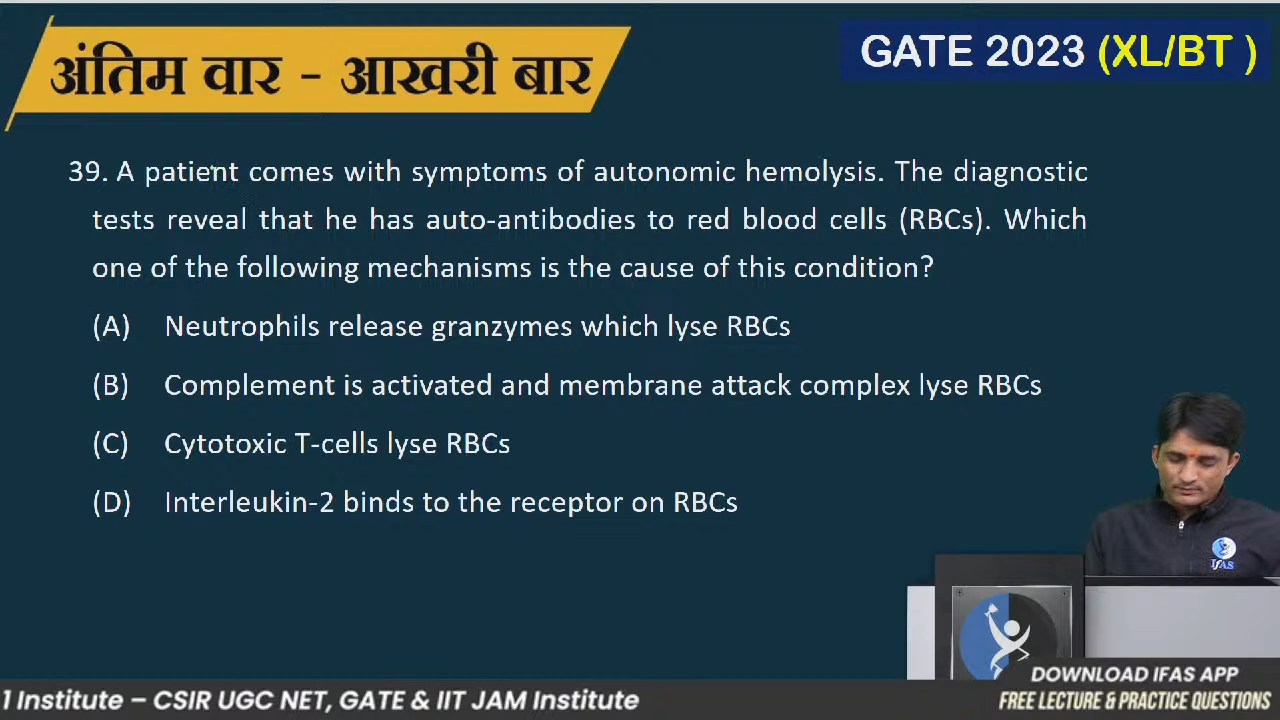 अंतिम वार - आखरी बार
GATE 2023 (XL/BT )
39. A patient comes with symptoms of autonomic hemolysis. The diagnostic
tests reveal that he has auto-antibodies to red blood cells (RBCs). Which
one of the following mechanisms is the cause of this condition?
(A) Neutrophils release granzymes which lyse RBCs
(B) Complement is activated and membrane attack complex lyse RBCs
(C) Cytotoxic T-cells lyse RBCs
(D) Interleukin-2 binds to the receptor on RBCs
IFAS
DOWNLOAD IFAS APP
1 Institute – CSIR UGC NET, GATE & IIT JAM Institute
FREE LECTURE & PRACTICE QUESTIONS